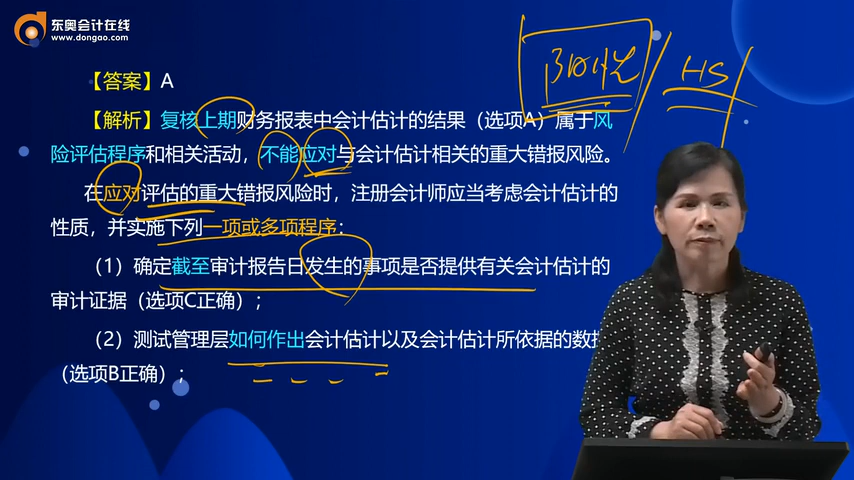 东奥会计在线
www.dongao.com
【答案】A
【解析】复核上期财务报表中会计估计的结果（选项A）属于风
险评估程序和相关活动，不能应对与会计估计相关的重大错报风险。
在应对评估的重大错报风险时，注册会计师应当考虑会计估计的
性质，并实施下列一项或多项程序：
（1）确定截至审计报告日发生的事项是否提供有关会计估计的
审计证据（选项C正确）；
（2）测试管理层如何作出会计估计以及会计估计所依据的数
（选项B正确）；
HS